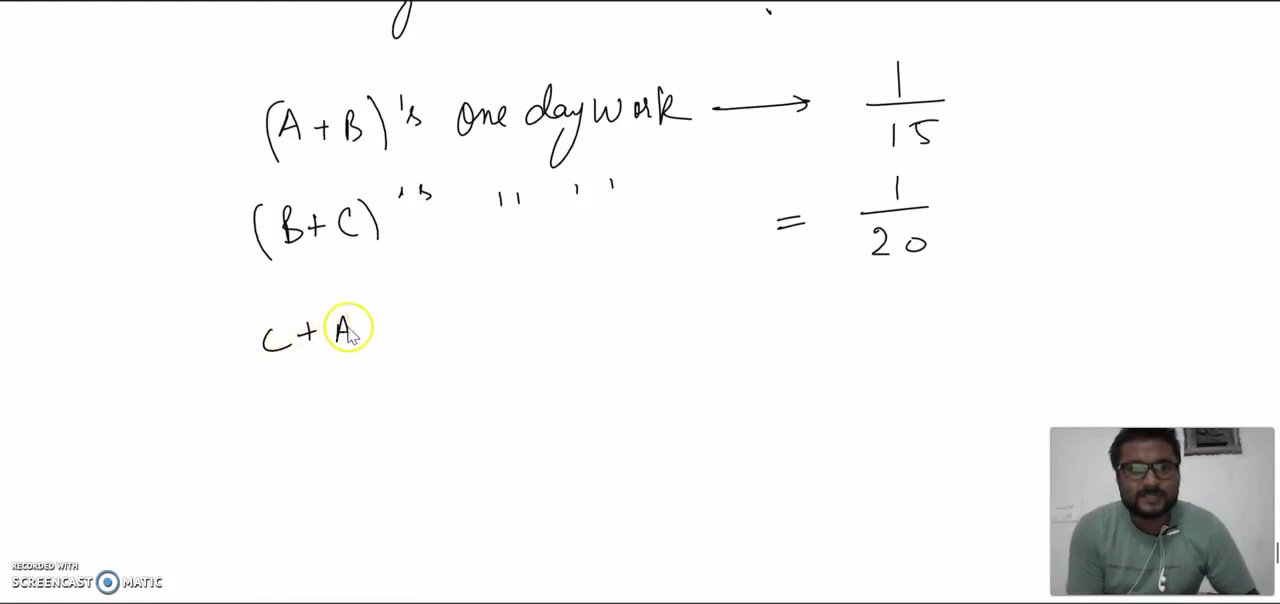 (A+B)'s one day work ⟶ 1/15
(B+C)'s " " = 1/20
C+A
RECORDED WITH
SCREENCAST MATIC